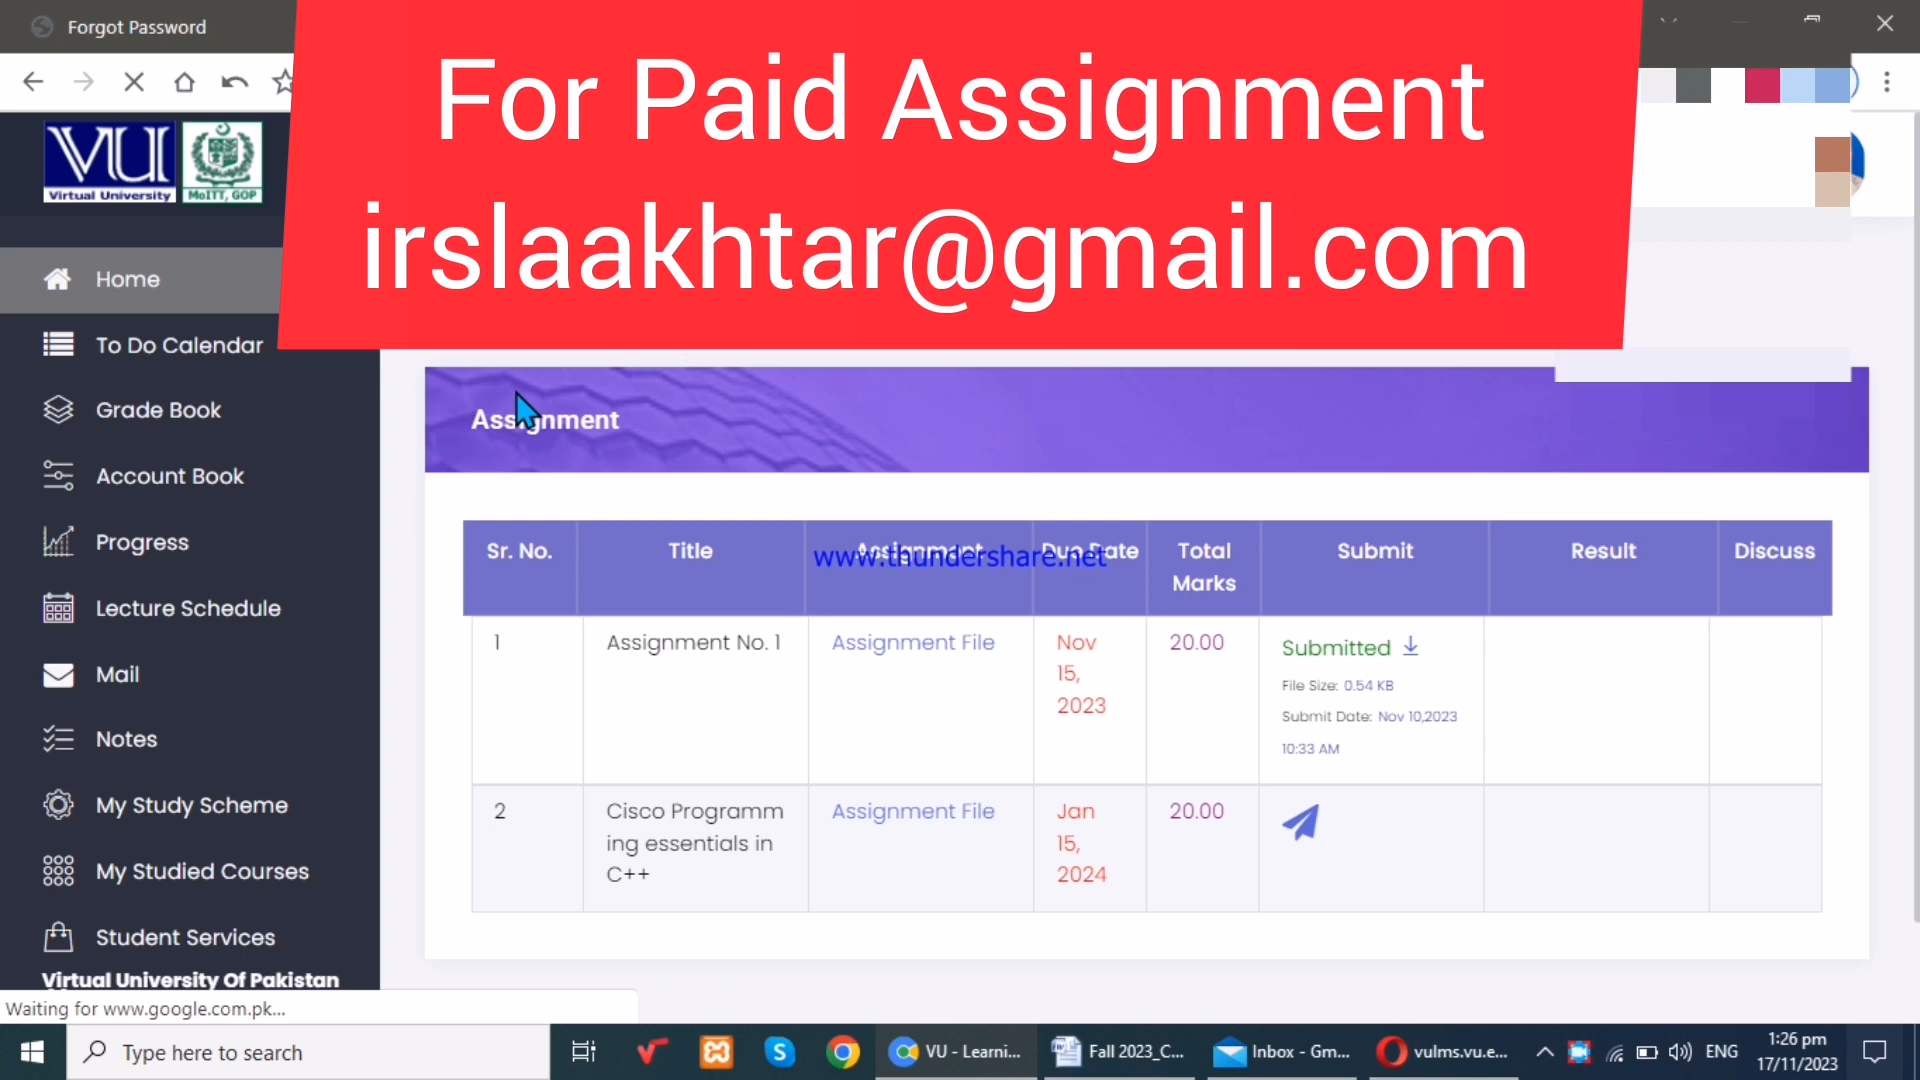 Forgot Password
For Paid Assignment
irslaakhtar@gmail.com
VU
Virtual University
MoITT, GOP
Home
To Do Calendar
Grade Book
Account Book
Progress
Lecture Schedule
Mail
Notes
My Study Scheme
My Studied Courses
Student Services
Virtual University Of Pakistan
Waiting for www.google.com.pk...
Assignment
Sr. No. Title Assignment Due Date Total Marks Submit Result Discuss
www.thundershare.net
1 Assignment No. 1 Assignment File Nov 15, 2023 20.00 Submitted
File Size: 0.54 KB
Submit Date: Nov 10,2023
10:33 AM
2 Cisco Programm Assignment File Jan 20.00
ing essentials in 15,
C++ 2024
Type here to search
VU - Learni...
Fall 2023_C...
Inbox - Gm...
vulms.vu.e...
ENG
1:26 pm
17/11/2023